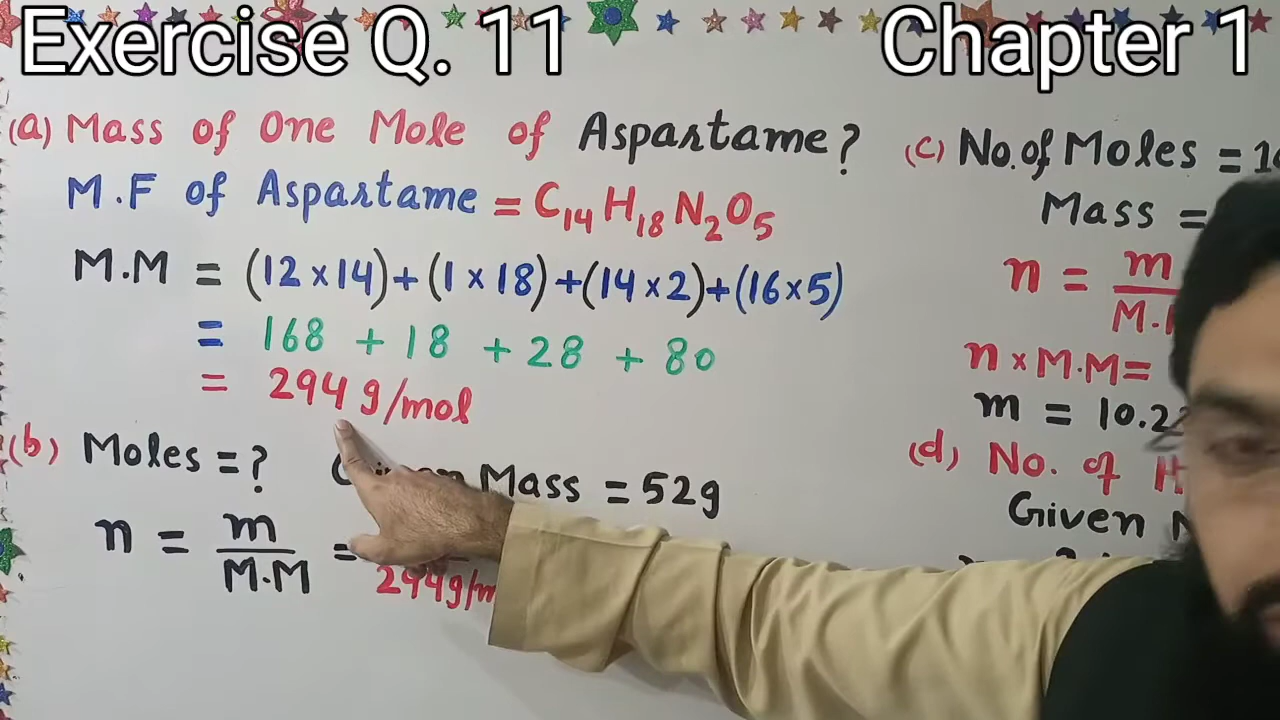 Exercise Q. 11
Chapter 1
(a) Mass of One Mole of Aspartame?
M.F of Aspartame = C₁₄H₁₈N₂O₅
M.M = (12×14)+(1×18)+(14×2)+(16×5)
= 168 + 18 + 28 + 80
= 294 g/mol
(b) Moles = ? Mass = 52g
n = m/M.M =
294g/m
(c) No. of Moles =
Mass =
n = m/M.
n × M.M =
m = 10.2
(d) No. of
Given